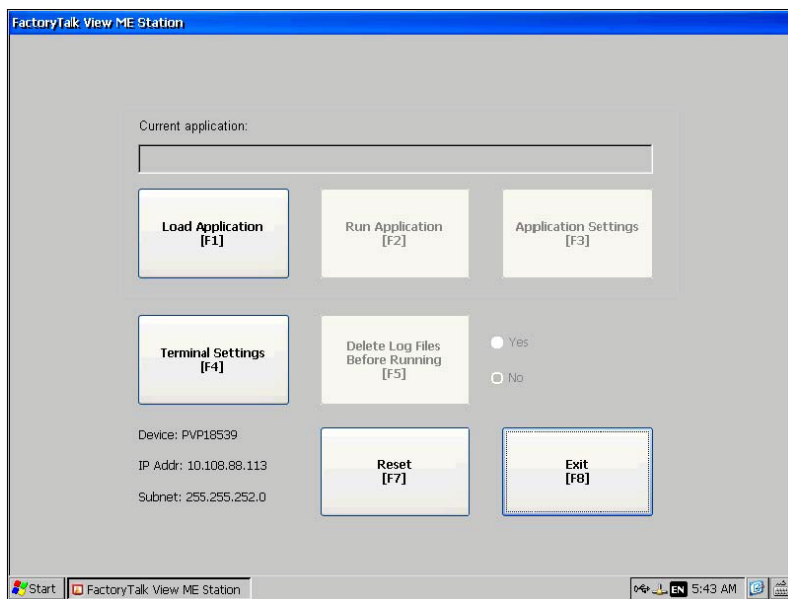 FactoryTalk View ME Station
Current application:
Load Application
[F1]
Run Application
[F2]
Application Settings
[F3]
Terminal Settings
[F4]
Delete Log Files
Before Running
[F5]
Yes
No
Device: PVP18539
IP Addr: 10.108.88.113
Subnet: 255.255.252.0
Reset
[F7]
Exit
[F8]
Start
FactoryTalk View ME Station
EN
5:43 AM